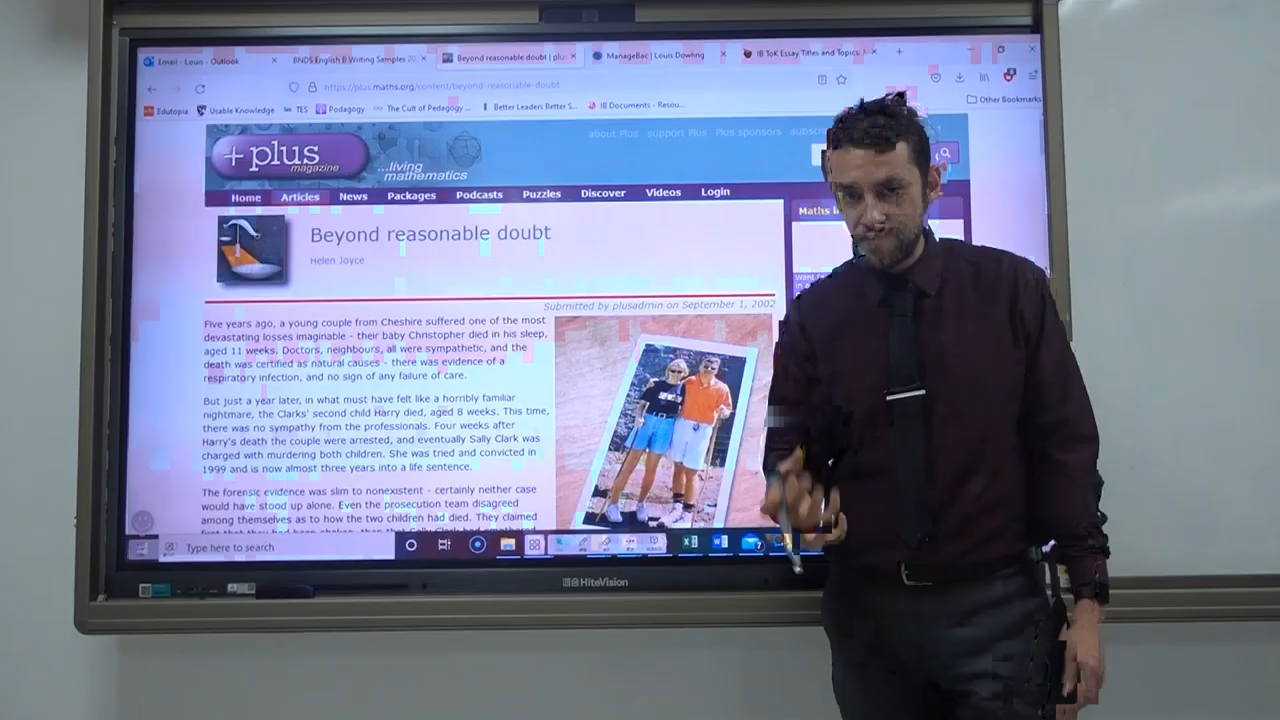 Email - Louis - Outlook
BNDS English B Writing Samples 20
Beyond reasonable doubt | plus
ManageBac | Louis Dowling
IB ToK Essay Titles and Topics:
https://plus.maths.org/content/beyond-reasonable-doubt
Edutopia
Usable Knowledge
TES
Podagogy
The Cult of Pedagogy ...
Better Leaders Better S...
IB Documents - Resou...
Other Bookmarks
about Plus support Plus Plus sponsors subscr
+ plus
magazine
...living
mathematics
Home Articles News Packages Podcasts Puzzles Discover Videos Login
Maths i
Beyond reasonable doubt
Helen Joyce
Submitted by plusadmin on September 1, 2002
Five years ago, a young couple from Cheshire suffered one of the most
devastating losses imaginable - their baby Christopher died in his sleep,
aged 11 weeks. Doctors, neighbours, all were sympathetic, and the
death was certified as natural causes - there was evidence of a
respiratory infection, and no sign of any failure of care.
But just a year later, in what must have felt like a horribly familiar
nightmare, the Clarks' second child Harry died, aged 8 weeks. This time,
there was no sympathy from the professionals. Four weeks after
Harry's death the couple were arrested, and eventually Sally Clark was
charged with murdering both children. She was tried and convicted in
1999 and is now almost three years into a life sentence.
The forensic evidence was slim to nonexistent - certainly neither case
would have stood up alone. Even the prosecution team disagreed
among themselves as to how the two children had died. They claimed
Type here to search
HiteVision